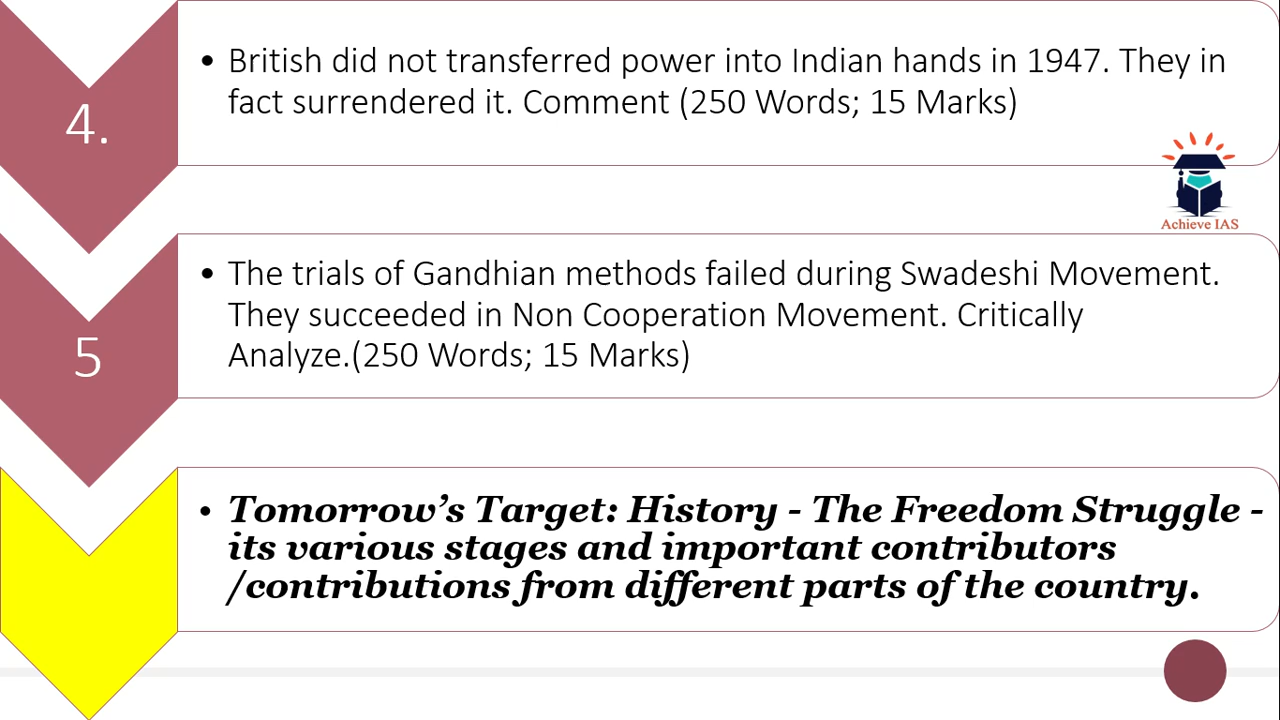 4.
• British did not transferred power into Indian hands in 1947. They in
fact surrendered it. Comment (250 Words; 15 Marks)
Achieve IAS
5
• The trials of Gandhian methods failed during Swadeshi Movement.
They succeeded in Non Cooperation Movement. Critically
Analyze.(250 Words; 15 Marks)
• Tomorrow’s Target: History - The Freedom Struggle -
its various stages and important contributors
/contributions from different parts of the country.